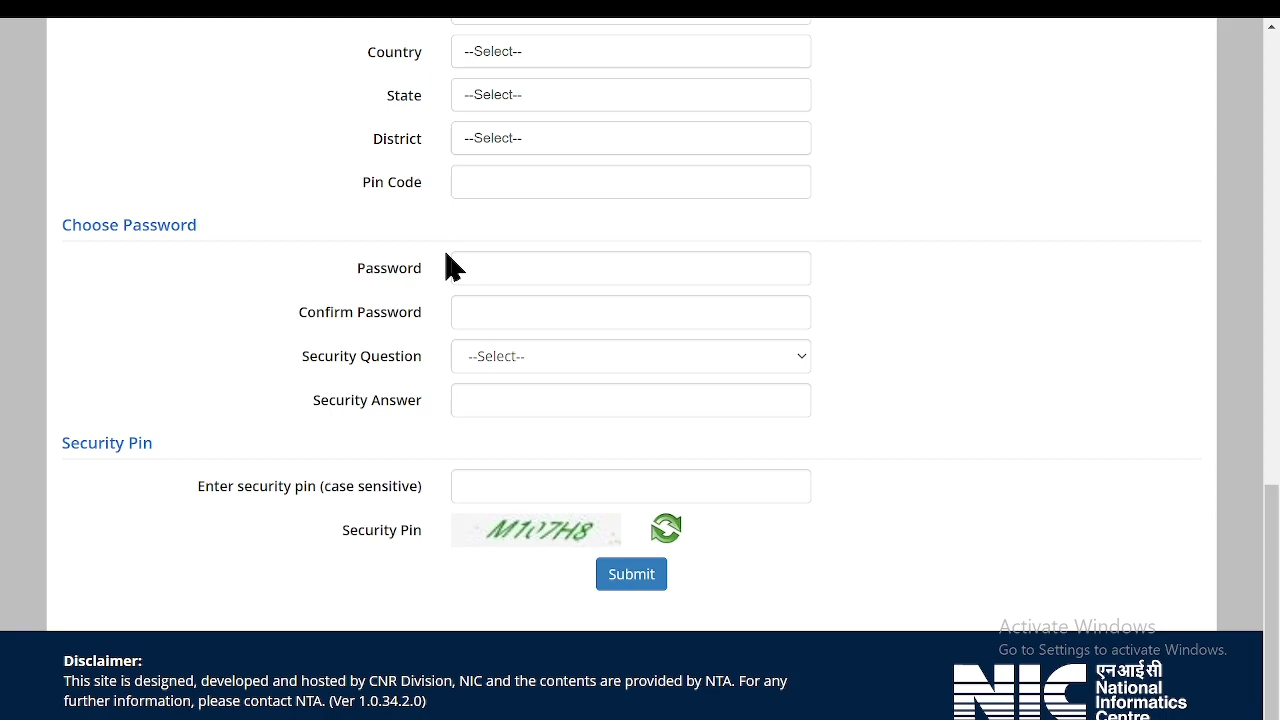 Country --Select--
State --Select--
District --Select--
Pin Code
Choose Password
Password
Confirm Password
Security Question --Select--
Security Answer
Security Pin
Enter security pin (case sensitive)
Security Pin
Submit
Activate Windows
Go to Settings to activate Windows.
Disclaimer:
This site is designed, developed and hosted by CNR Division, NIC and the contents are provided by NTA. For any
further information, please contact NTA. (Ver 1.0.34.2.0)
NIC
एनआईसी
National
Informatics
Centre